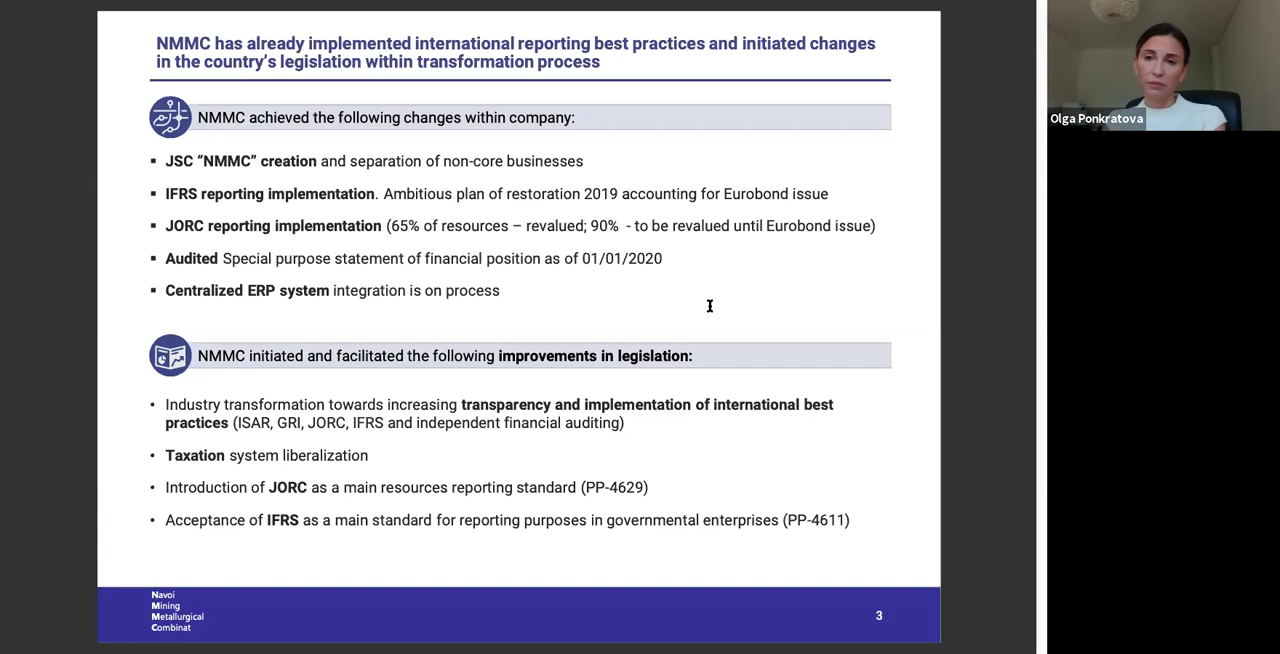 NMMC has already implemented international reporting best practices and initiated changes
in the country's legislation within transformation process
NMMC achieved the following changes within company:
▪ JSC “NMMC” creation and separation of non-core businesses
▪ IFRS reporting implementation. Ambitious plan of restoration 2019 accounting for Eurobond issue
▪ JORC reporting implementation (65% of resources – revalued; 90% - to be revalued until Eurobond issue)
▪ Audited Special purpose statement of financial position as of 01/01/2020
▪ Centralized ERP system integration is on process
NMMC initiated and facilitated the following improvements in legislation:
• Industry transformation towards increasing transparency and implementation of international best
practices (ISAR, GRI, JORC, IFRS and independent financial auditing)
• Taxation system liberalization
• Introduction of JORC as a main resources reporting standard (PP-4629)
• Acceptance of IFRS as a main standard for reporting purposes in governmental enterprises (PP-4611)
Navoi
Mining
Metallurgical
Combinat
3
Olga Ponkratova